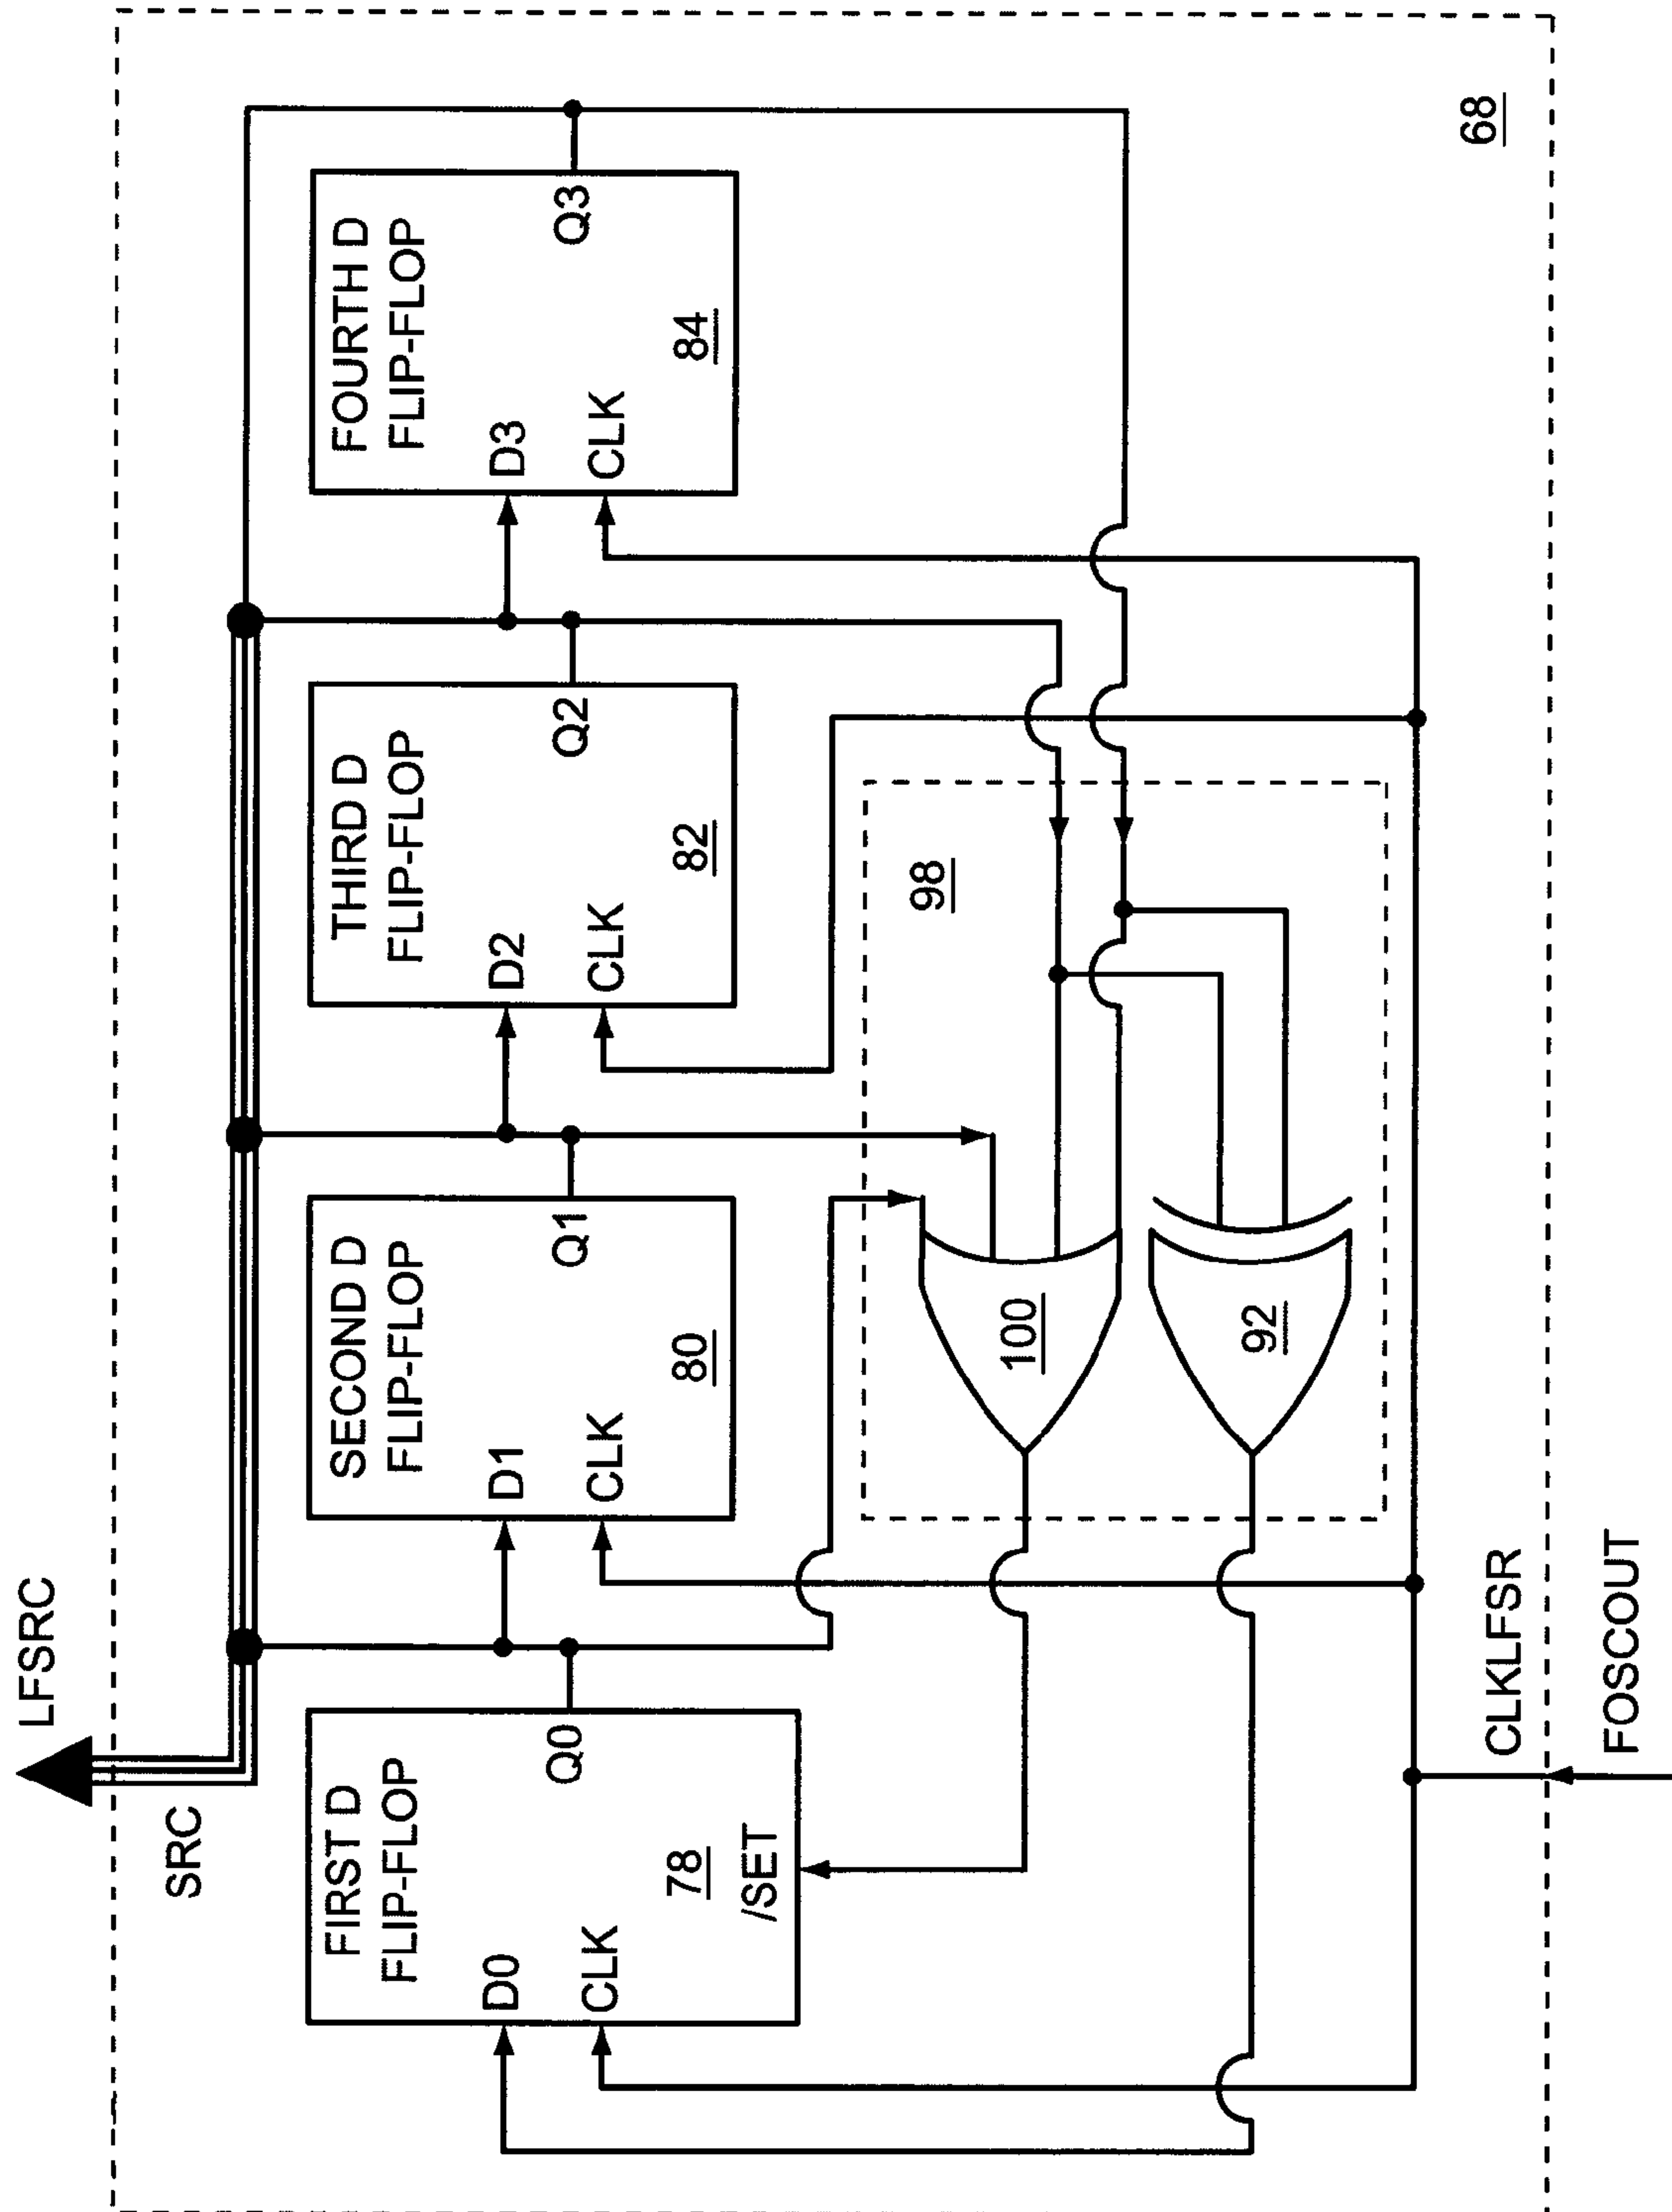 LFSRC
SRC
FIRST D
FLIP-FLOP
D0
Q0
CLK
78
/SET
SECOND D
FLIP-FLOP
D1
Q1
CLK
80
THIRD D
FLIP-FLOP
D2
Q2
CLK
82
FOURTH D
FLIP-FLOP
D3
Q3
CLK
84
98
100
92
68
CLKLFSR
FOSCOUT